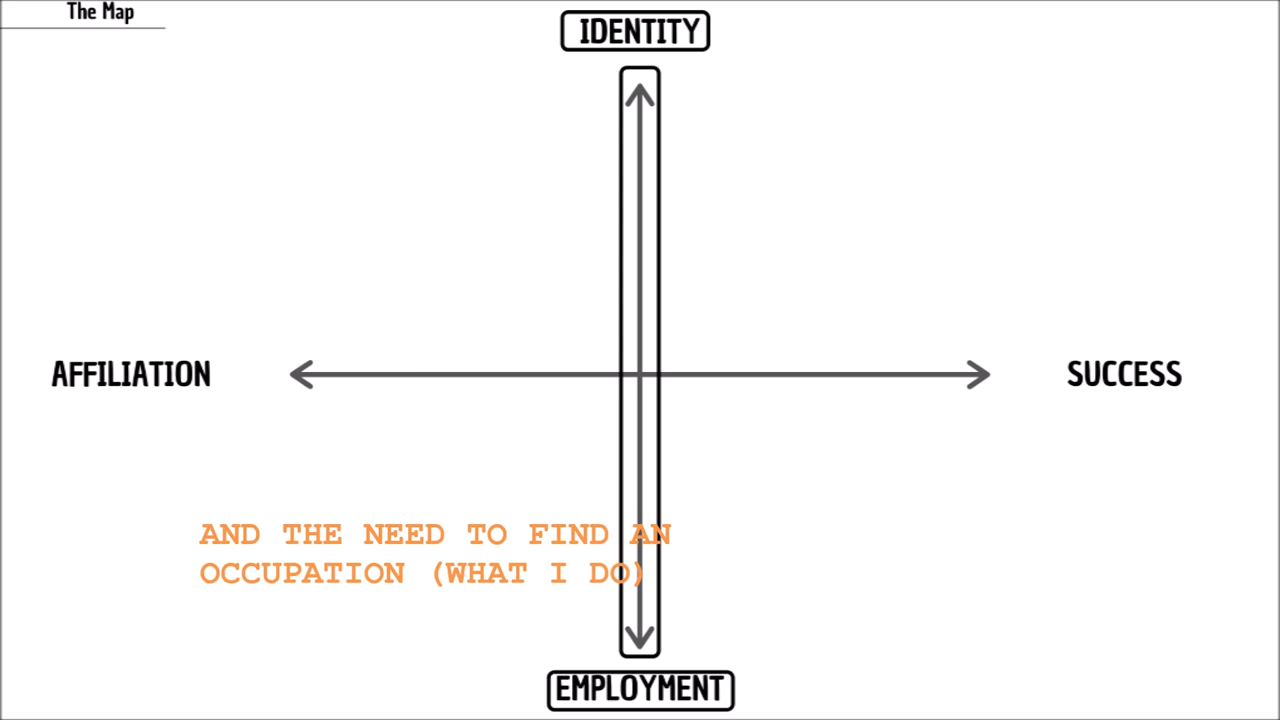 The Map
IDENTITY
AFFILIATION
SUCCESS
AND THE NEED TO FIND AN
OCCUPATION (WHAT I DO)
EMPLOYMENT